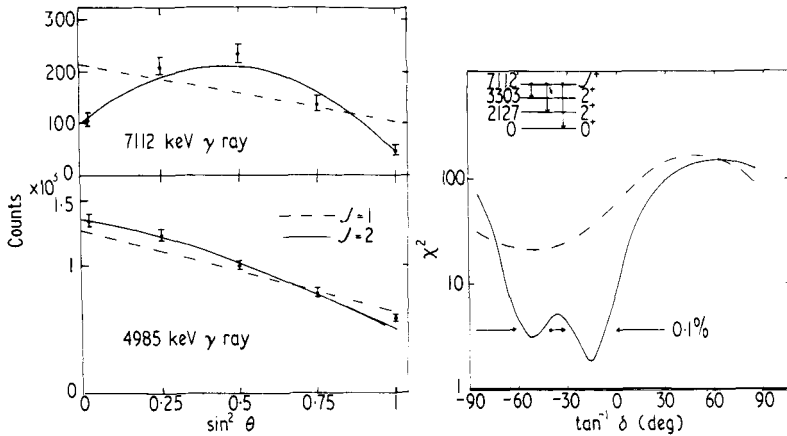 300
200
100
0
7112 keV γ ray
Counts
×10³
1·5
1
0
J=1
J=2
4985 keV γ ray
0 0·25 0·5 0·75 1
sin² θ
7112 J⁺
3303 2⁺
2127 2⁺
0 0⁺
100
10
1
χ²
0·1%
-90 -60 -30 0 30 60 90
tan⁻¹ δ (deg)